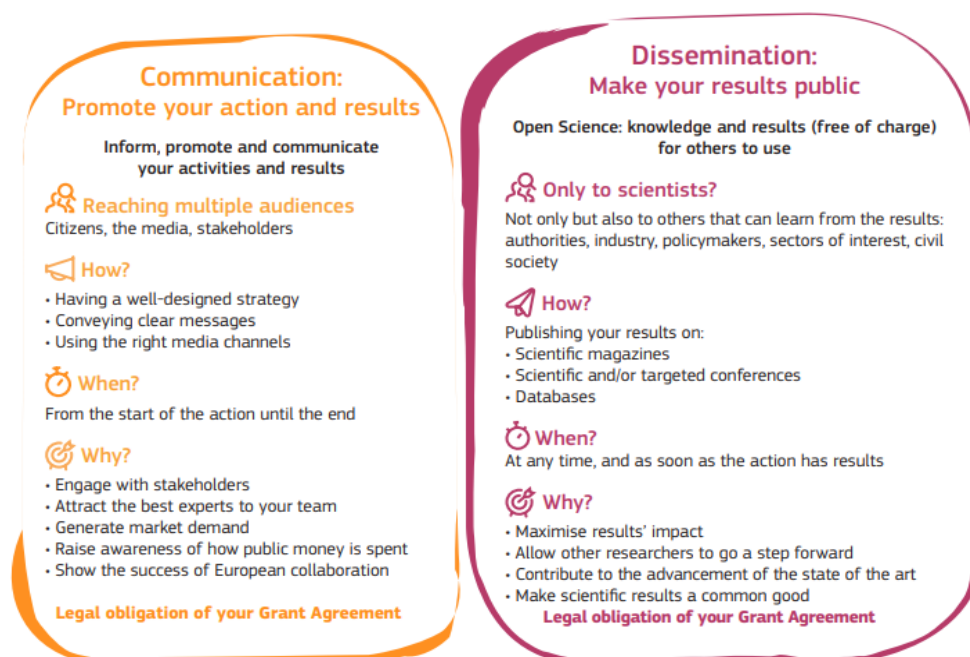 Communication:
Promote your action and results
Inform, promote and communicate
your activities and results
Reaching multiple audiences
Citizens, the media, stakeholders
How?
• Having a well-designed strategy
• Conveying clear messages
• Using the right media channels
When?
From the start of the action until the end
Why?
• Engage with stakeholders
• Attract the best experts to your team
• Generate market demand
• Raise awareness of how public money is spent
• Show the success of European collaboration
Legal obligation of your Grant Agreement
Dissemination:
Make your results public
Open Science: knowledge and results (free of charge)
for others to use
Only to scientists?
Not only but also to others that can learn from the results:
authorities, industry, policymakers, sectors of interest, civil
society
How?
Publishing your results on:
• Scientific magazines
• Scientific and/or targeted conferences
• Databases
When?
At any time, and as soon as the action has results
Why?
• Maximise results' impact
• Allow other researchers to go a step forward
• Contribute to the advancement of the state of the art
• Make scientific results a common good
Legal obligation of your Grant Agreement